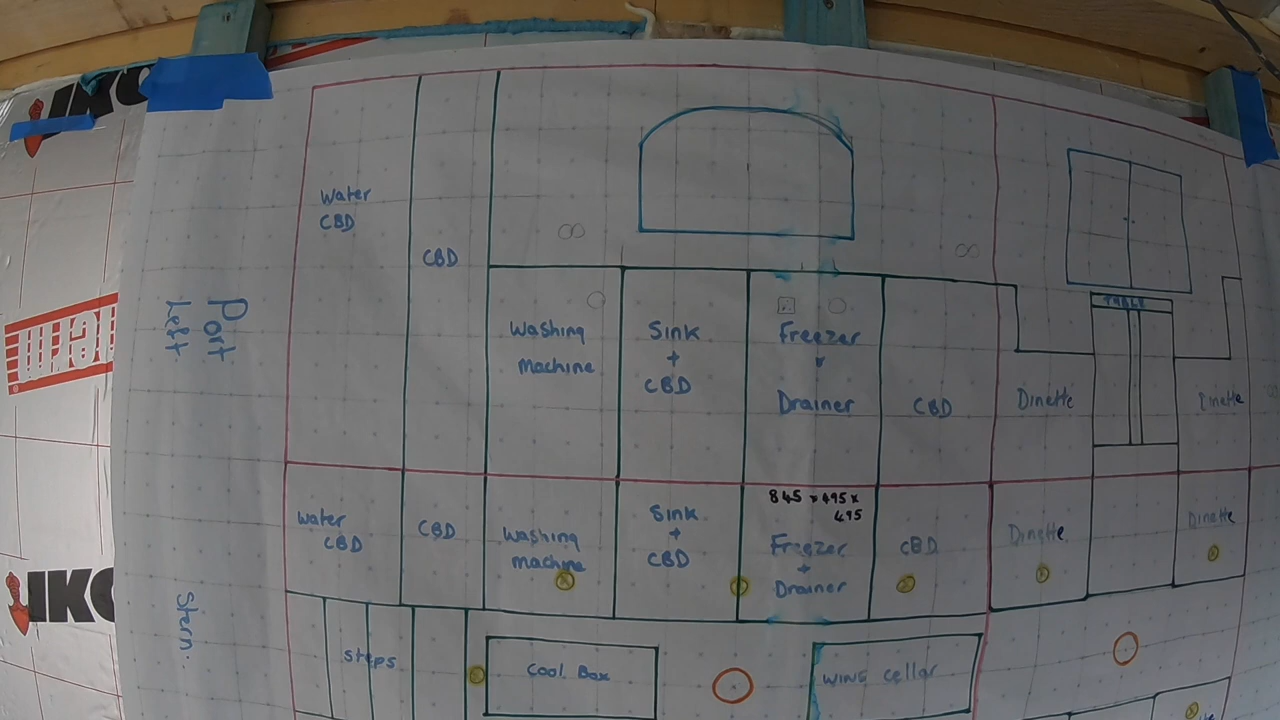 IKO
Water
CBD
CBD
TABLE
Port
Left
Washing
machine
Sink
+
CBD
Freezer
+
Drainer
CBD
Dinette
Dinette
845 x 495 x
495
Water
CBD
CBD
Washing
machine
Sink
+
CBD
Freezer
+
Drainer
CBD
Dinette
Dinette
IKO
Stern.
Steps
Cool Box
WINE Cellar